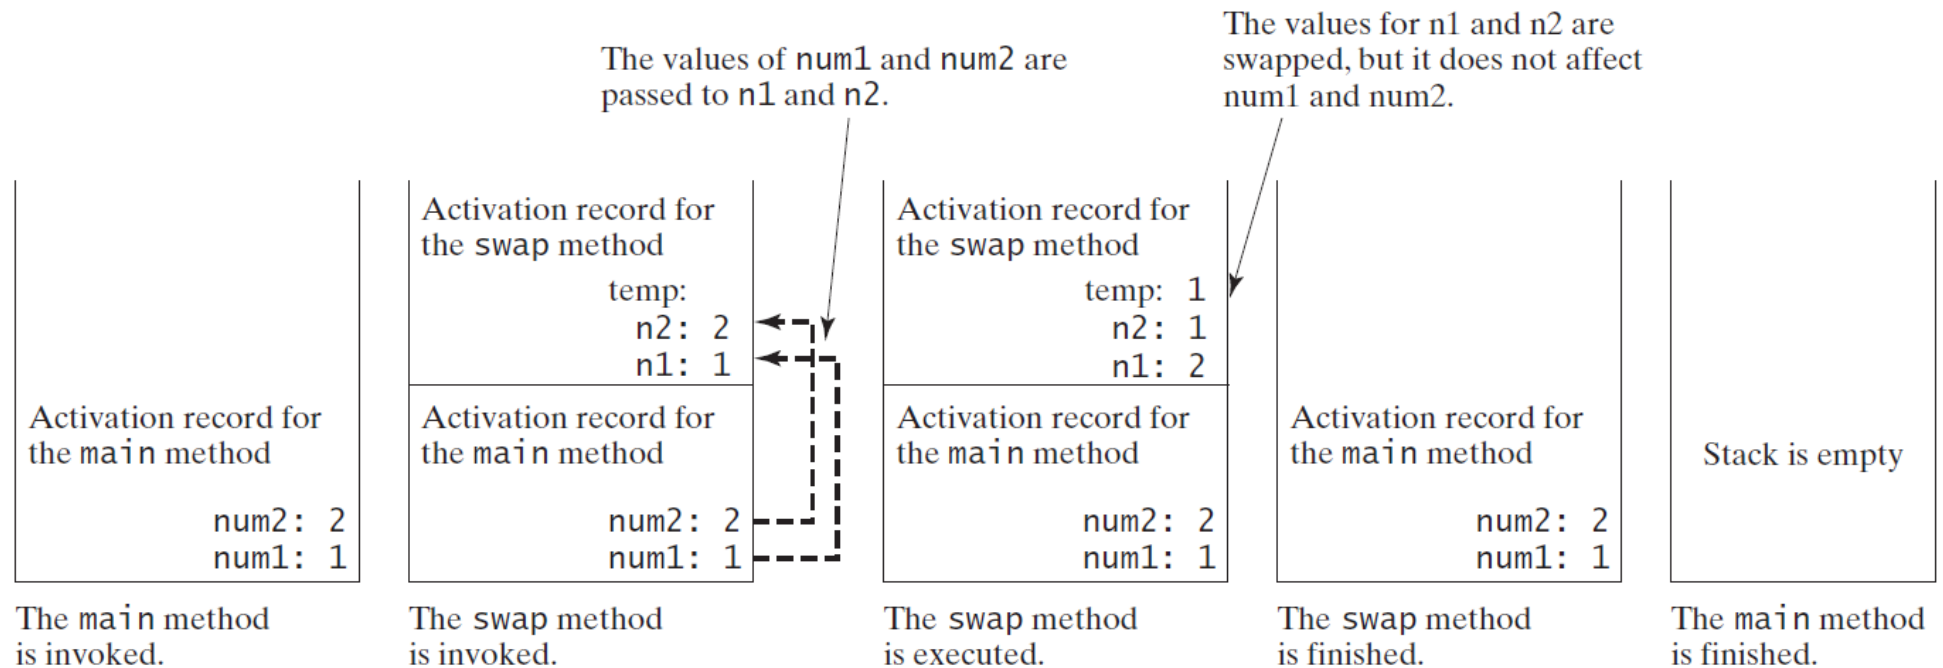 The values for n1 and n2 are
swapped, but it does not affect
num1 and num2.
The values of num1 and num2 are
passed to n1 and n2.
Activation record for
the main method
num2: 2
num1: 1
The main method
is invoked.
Activation record for
the swap method
temp:
n2: 2
n1: 1
Activation record for
the main method
num2: 2
num1: 1
The swap method
is invoked.
Activation record for
the swap method
temp: 1
n2: 1
n1: 2
Activation record for
the main method
num2: 2
num1: 1
The swap method
is executed.
Activation record for
the main method
num2: 2
num1: 1
The swap method
is finished.
Stack is empty
The main method
is finished.